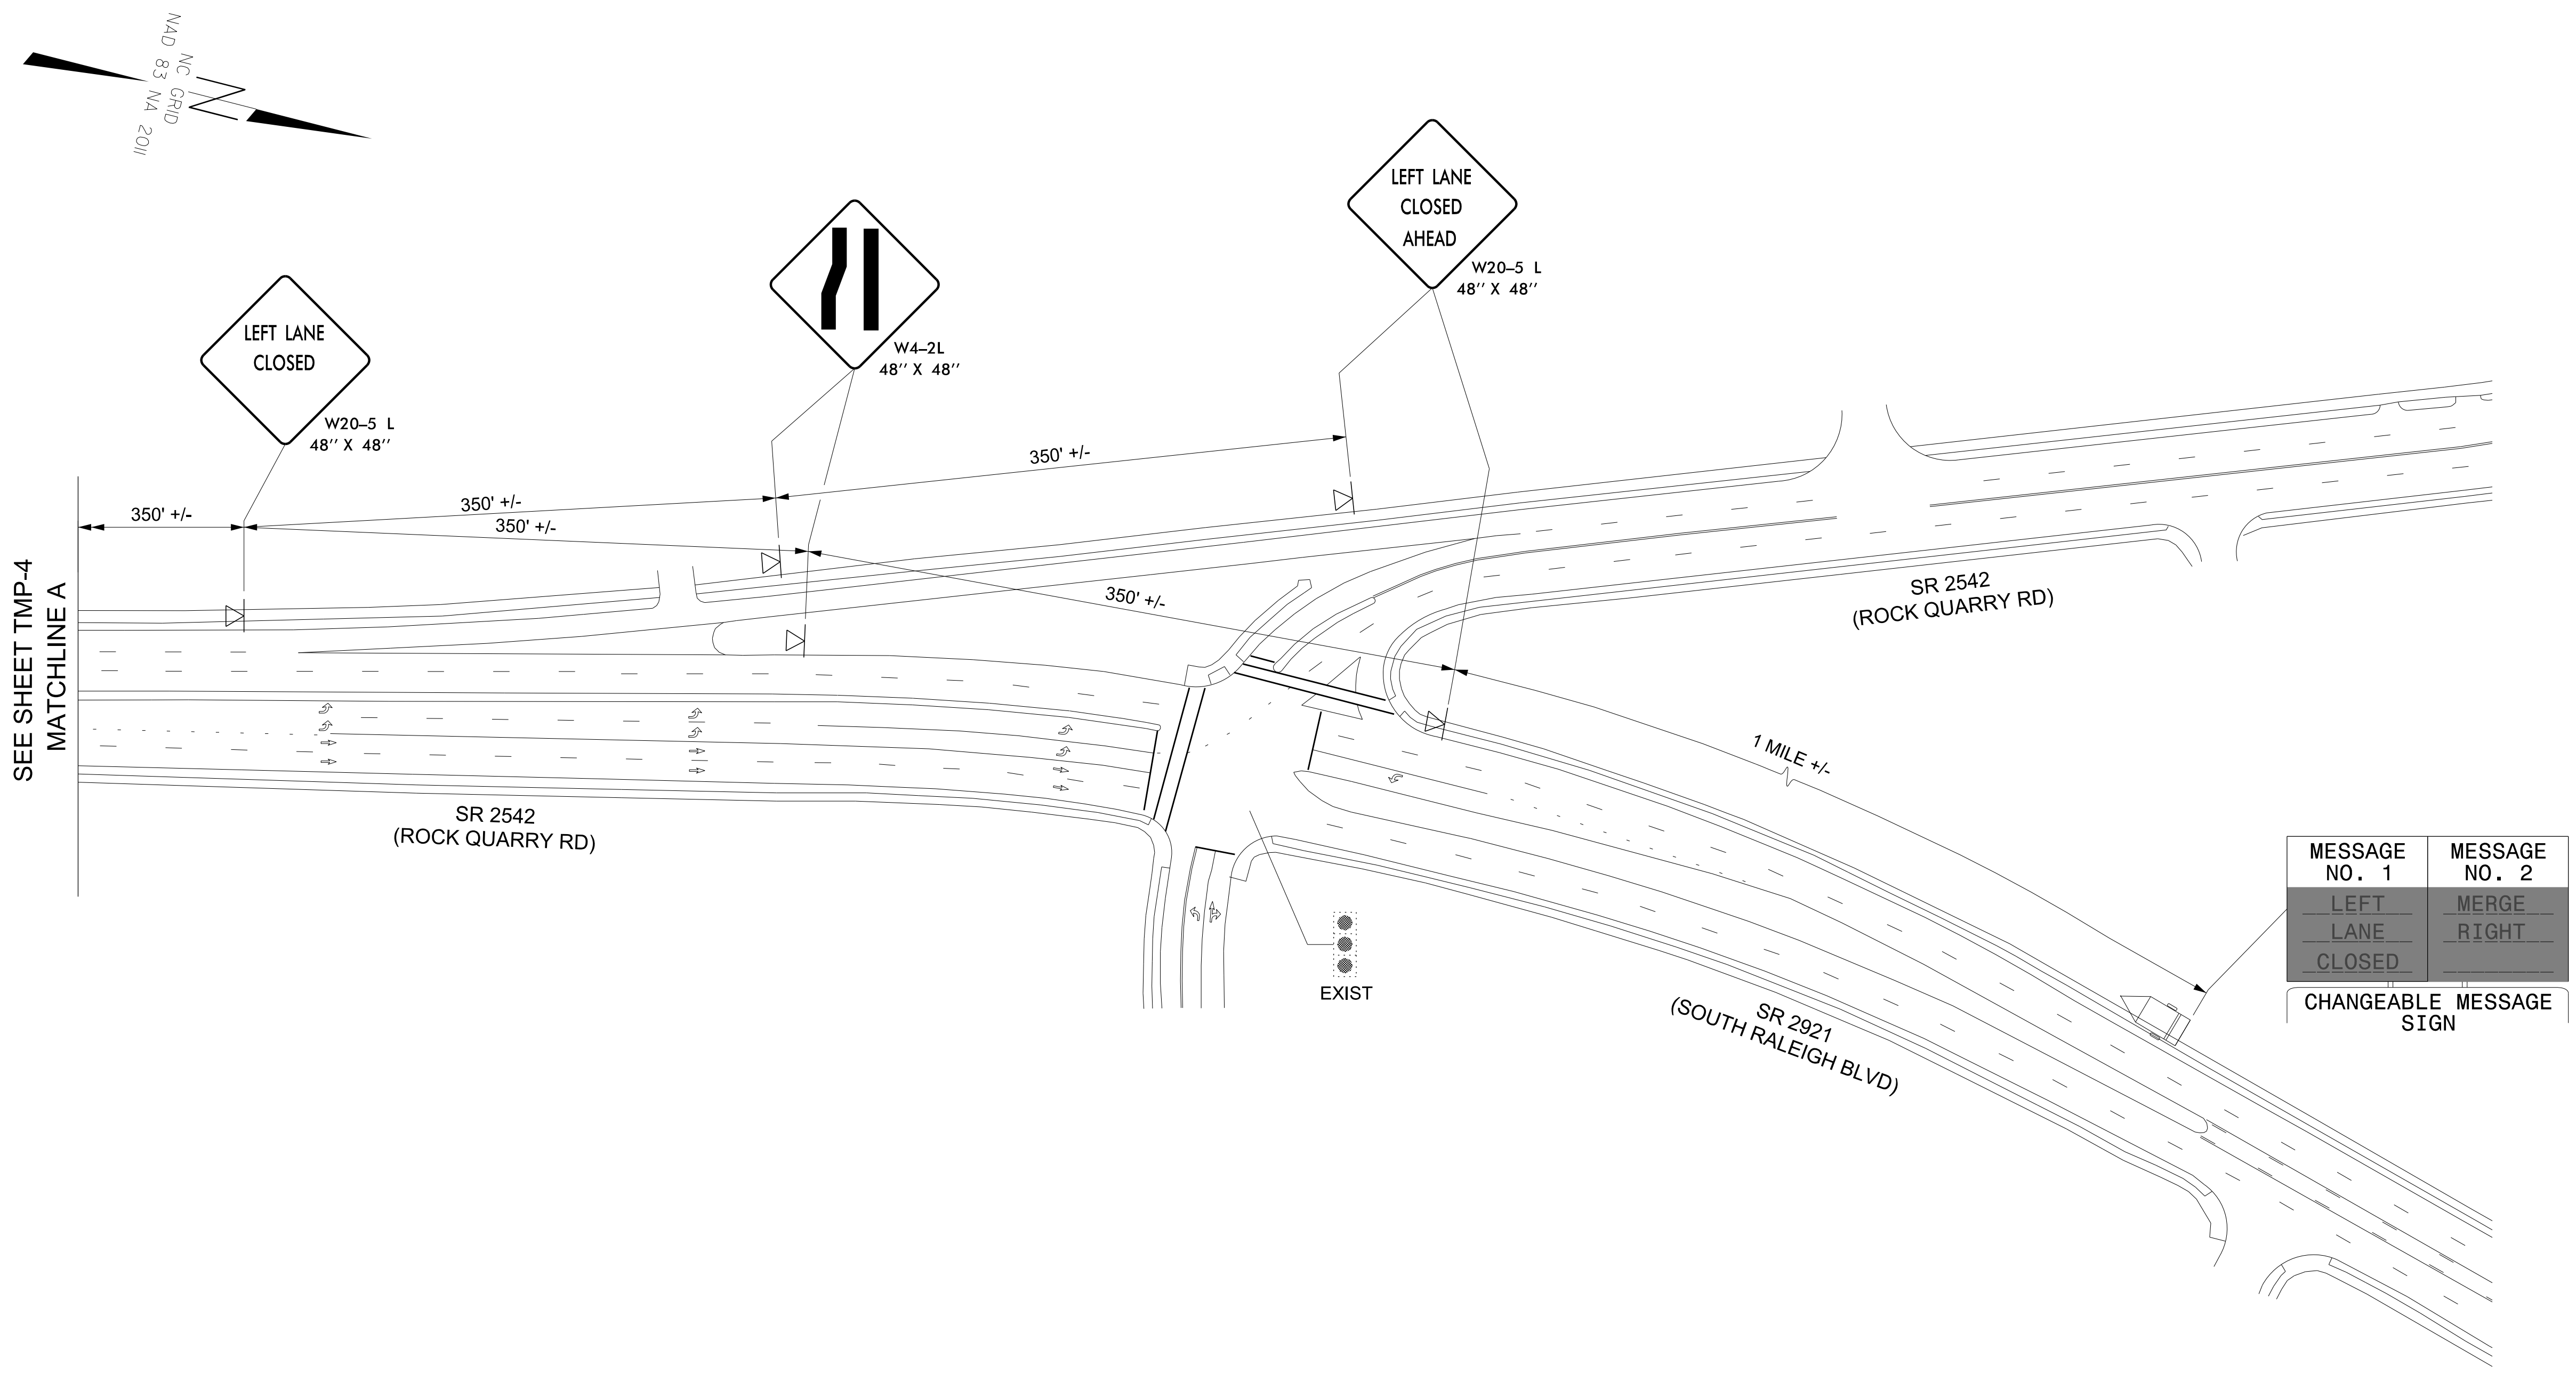 NC GRID
NAD 83 NA 2011
LEFT LANE
CLOSED
AHEAD
W20-5 L
48'' X 48''
W4-2L
48'' X 48''
LEFT LANE
CLOSED
W20-5 L
48'' X 48''
350' +/-
350' +/-
350' +/-
350' +/-
350' +/-
SEE SHEET TMP-4
MATCHLINE A
SR 2542
(ROCK QUARRY RD)
SR 2542
(ROCK QUARRY RD)
1 MILE +/-
MESSAGE
NO. 1
LEFT
LANE
CLOSED
MESSAGE
NO. 2
MERGE
RIGHT
CHANGEABLE MESSAGE
SIGN
EXIST
SR 2921
(SOUTH RALEIGH BLVD)